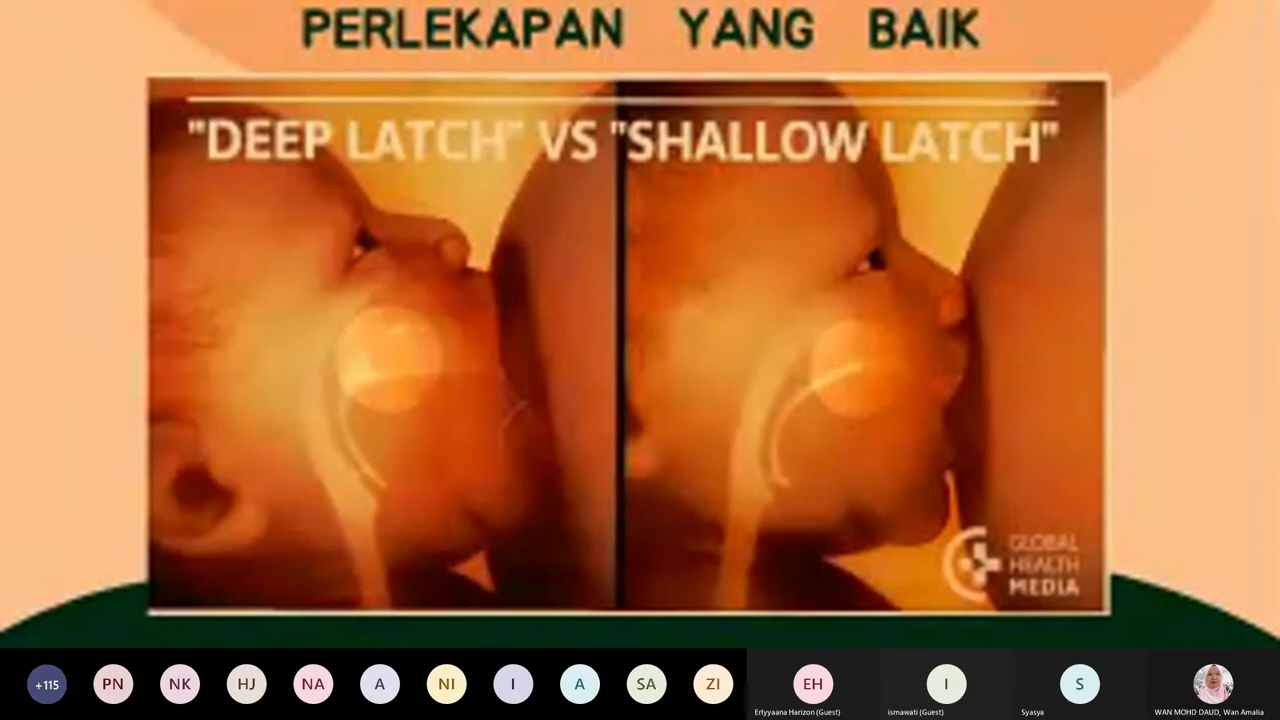 PERLEKAPAN YANG BAIK
"DEEP LATCH" VS "SHALLOW LATCH"
GLOBAL
HEALTH
MEDIA
+115
PN
NK
HJ
NA
A
NI
I
A
SA
ZI
EH
I
S
Erlyyaana Harizon (Guest)
ismawati (Guest)
Syasya
WAN MOHD DAUD, Wan Amalia